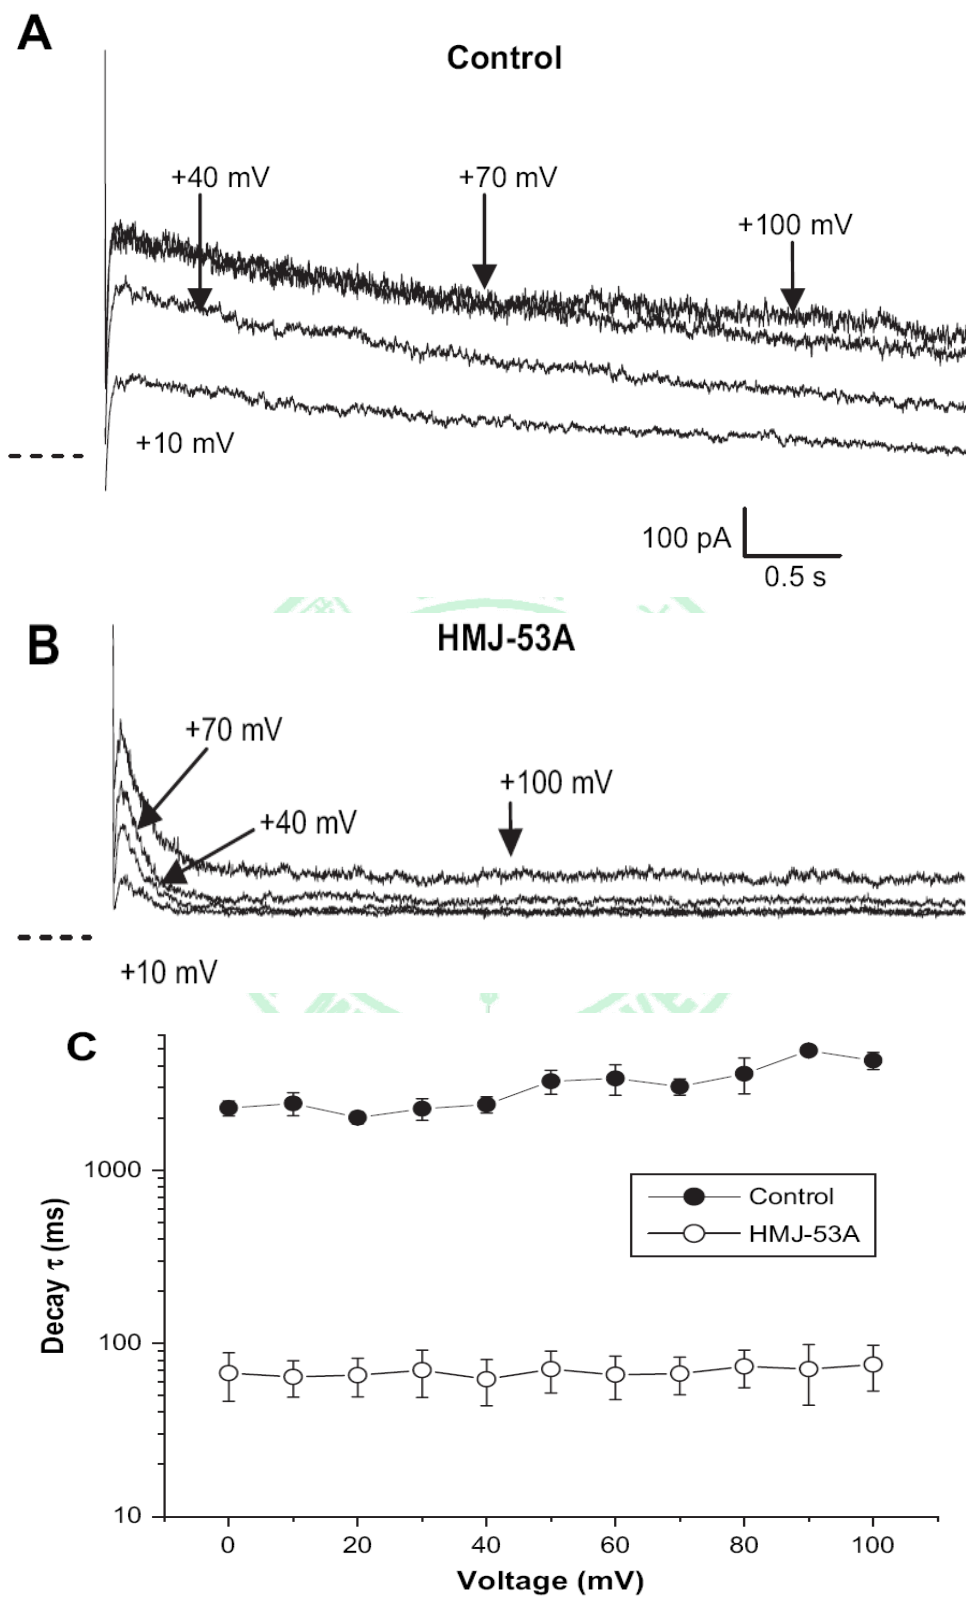 A
Control
+40 mV
+70 mV
+100 mV
+10 mV
100 pA
0.5 s
B
HMJ-53A
+70 mV
+100 mV
+40 mV
+10 mV
C
1000
100
10
Decay τ (ms)
Control
HMJ-53A
0
20
40
60
80
100
Voltage (mV)